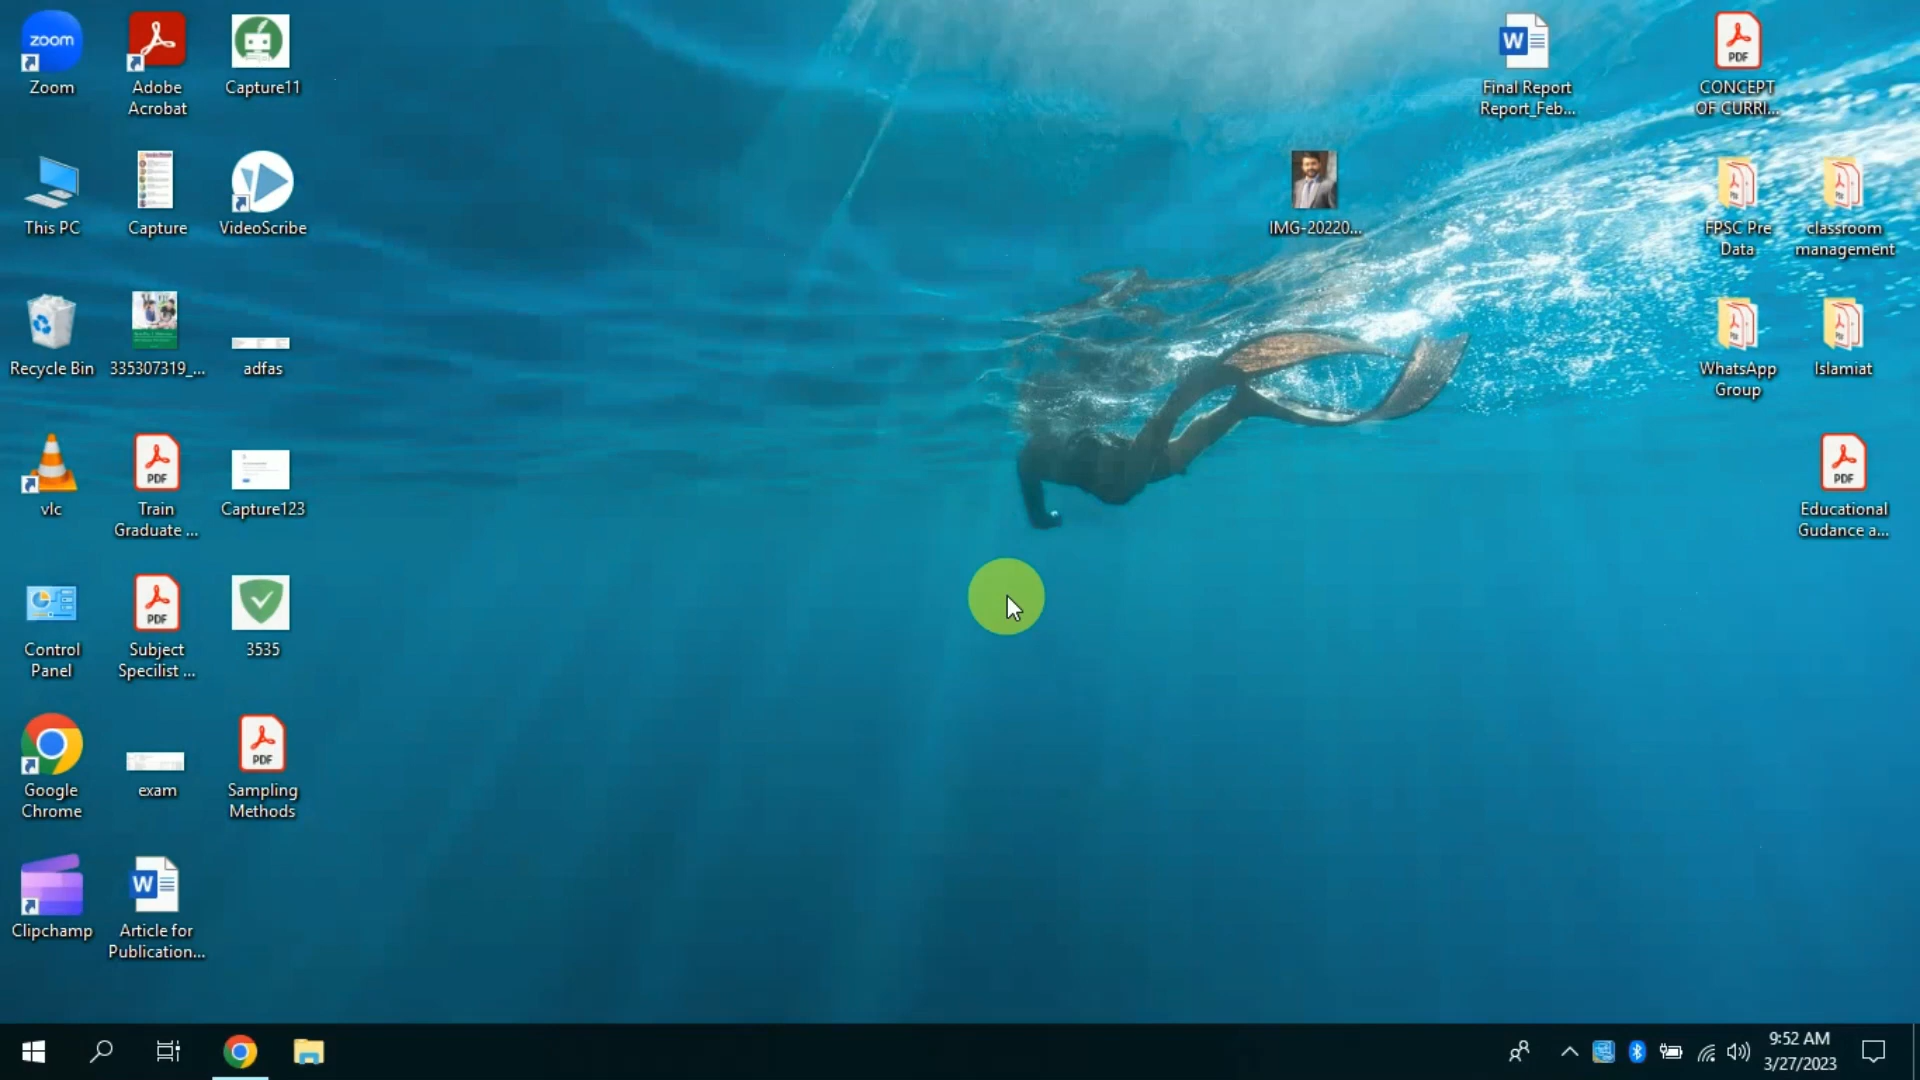 zoom
Zoom
Adobe
Acrobat
Capture11
This PC
Capture
VideoScribe
Recycle Bin
335307319_...
adfas
vlc
PDF
Train
Graduate ...
Capture123
Control
Panel
PDF
Subject
Specilist ...
3535
Google
Chrome
exam
PDF
Sampling
Methods
Clipchamp
W
Article for
Publication...
W
Final Report
Report_Feb...
PDF
CONCEPT
OF CURRI...
IMG-20220...
FPSC Pre
Data
classroom
management
WhatsApp
Group
Islamiat
PDF
Educational
Gudance a...
9:52 AM
3/27/2023